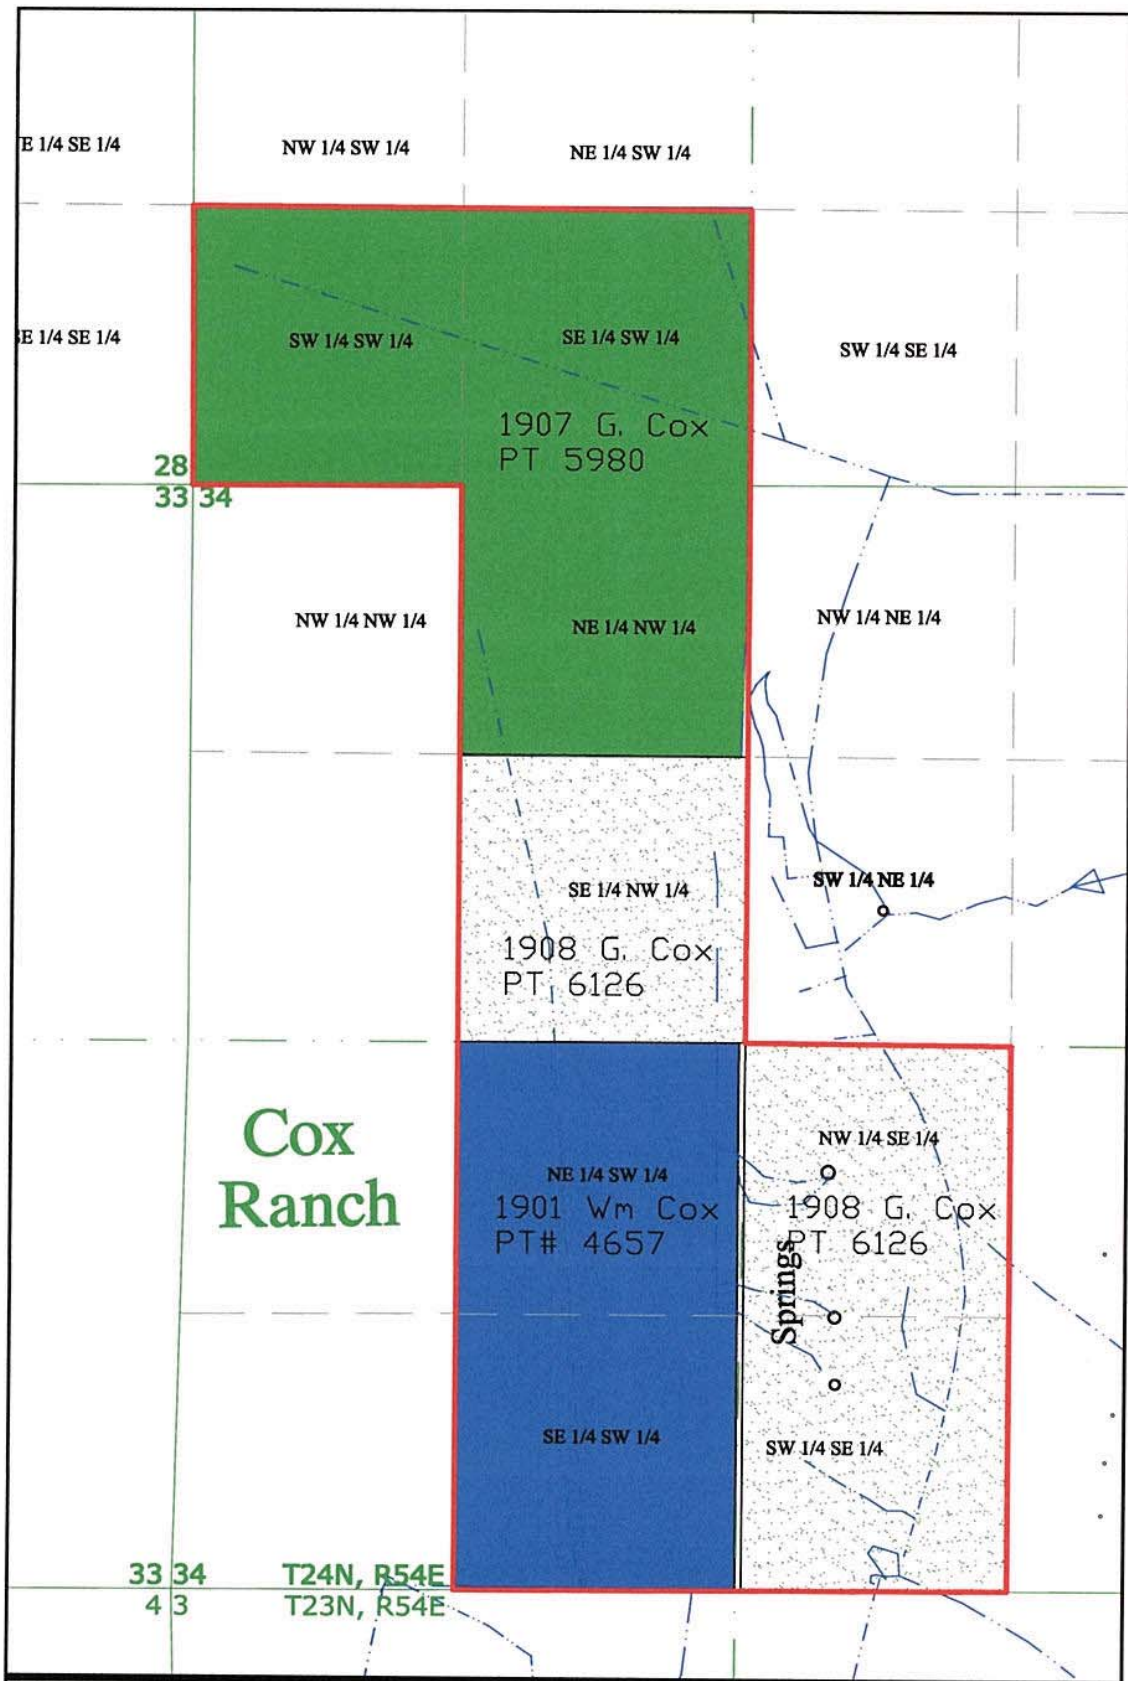 E 1/4 SE 1/4
NW 1/4 SW 1/4
NE 1/4 SW 1/4
E 1/4 SE 1/4
SW 1/4 SW 1/4
SE 1/4 SW 1/4
SW 1/4 SE 1/4
1907 G. Cox
PT 5980
28
33 34
NW 1/4 NW 1/4
NE 1/4 NW 1/4
NW 1/4 NE 1/4
SE 1/4 NW 1/4
SW 1/4 NE 1/4
1908 G. Cox
PT 6126
Cox
Ranch
NE 1/4 SW 1/4
1901 Wm Cox
PT# 4657
NW 1/4 SE 1/4
1908 G. Cox
PT 6126
Springs
SE 1/4 SW 1/4
SW 1/4 SE 1/4
33 34 T24N, R54E
4 3 T23N, R54E